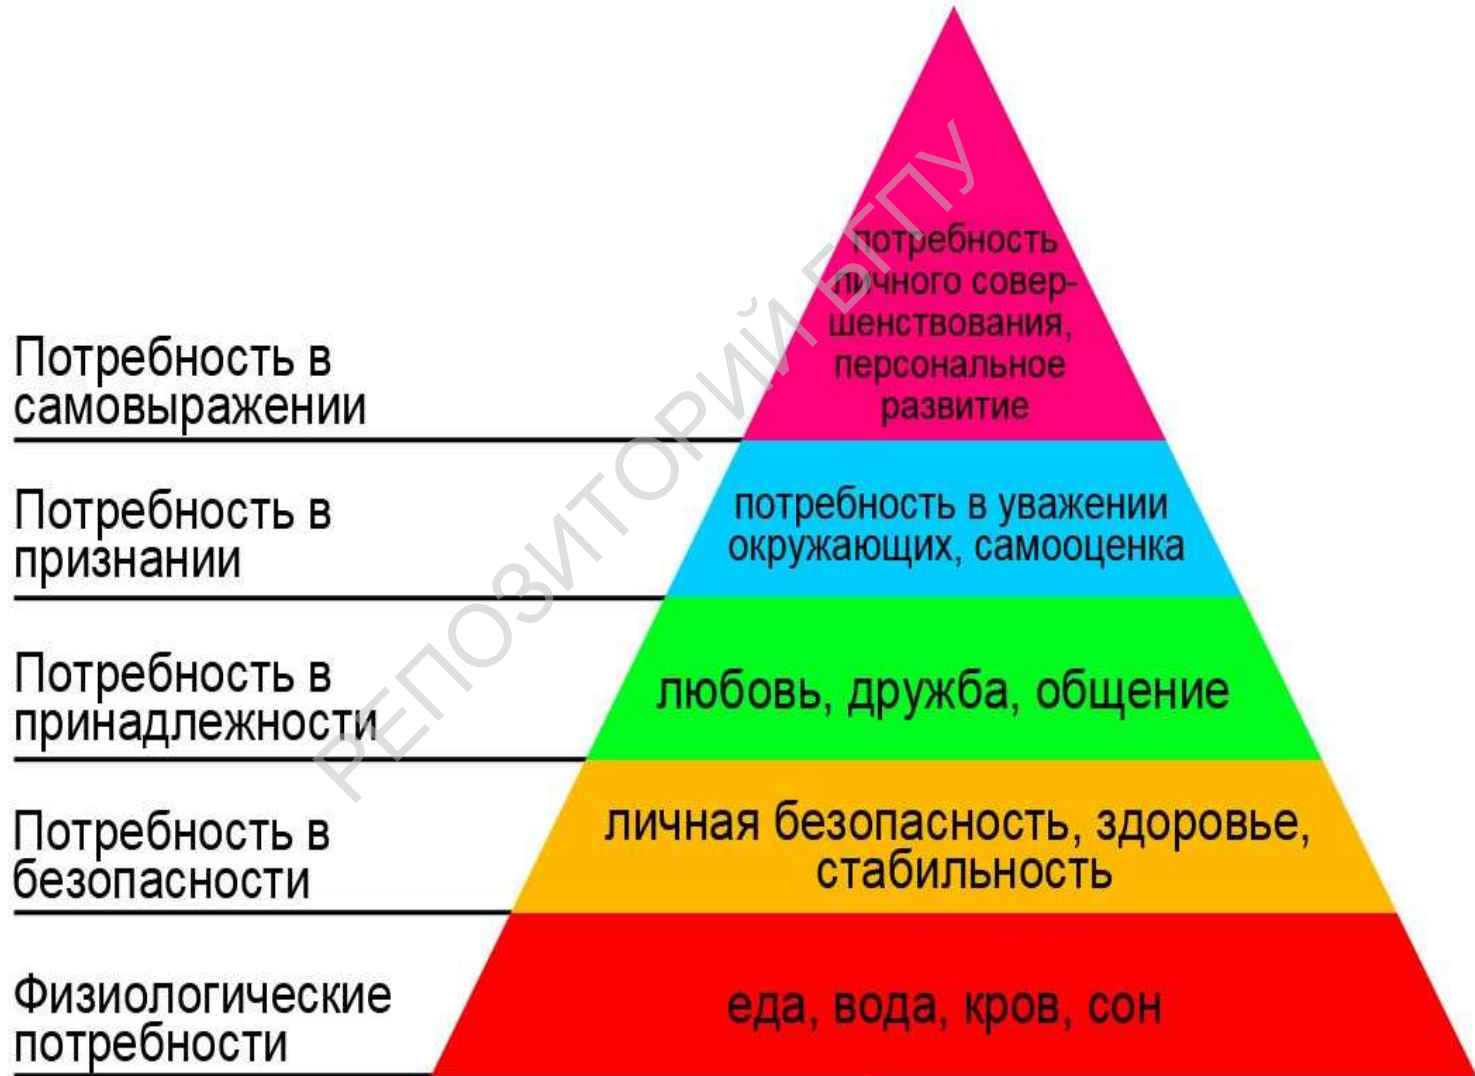 потребность
личного совер-
шенствования,
персональное
развитие
Потребность в
самовыражении
потребность в уважении
окружающих, самооценка
Потребность в
признании
любовь, дружба, общение
Потребность в
принадлежности
личная безопасность, здоровье,
стабильность
Потребность в
безопасности
еда, вода, кров, сон
Физиологические
потребности
РЕПОЗИТОРИЙ БГПУ